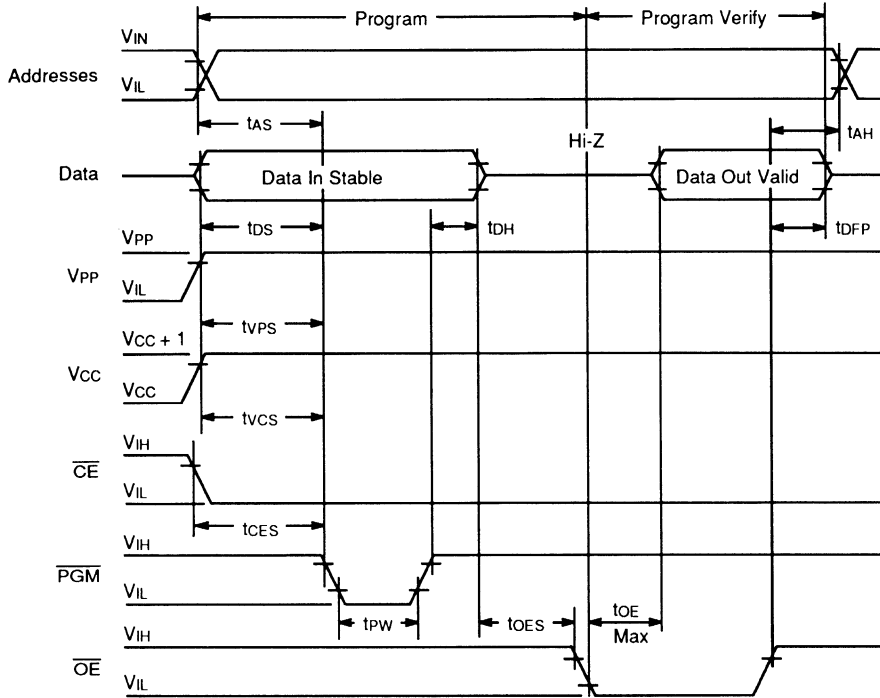 Program Program Verify
VIN
Addresses
VIL
tAS tAH
Hi-Z
Data Data In Stable Data Out Valid
tDS tDH tDFP
VPP
VPP
VIL
tVPS
VCC + 1
VCC
VCC
tVCS
VIH
CE
VIL
tCES
VIH
PGM
VIL
tPW tOES tOE
Max
VIH
OE
VIL